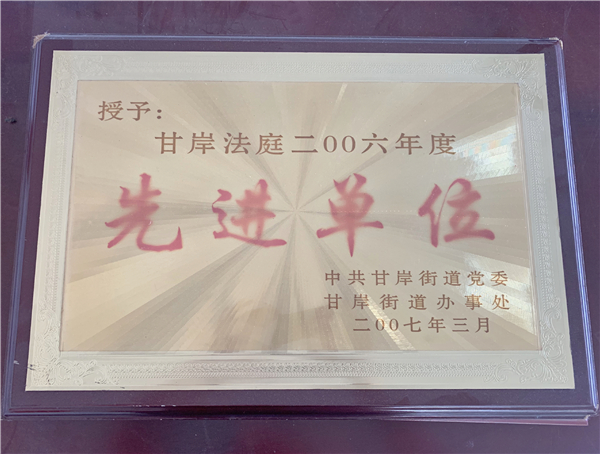 授予：
甘岸法庭二00六年度
先进单位
中共甘岸街道党委
甘岸街道办事处
二00七年三月